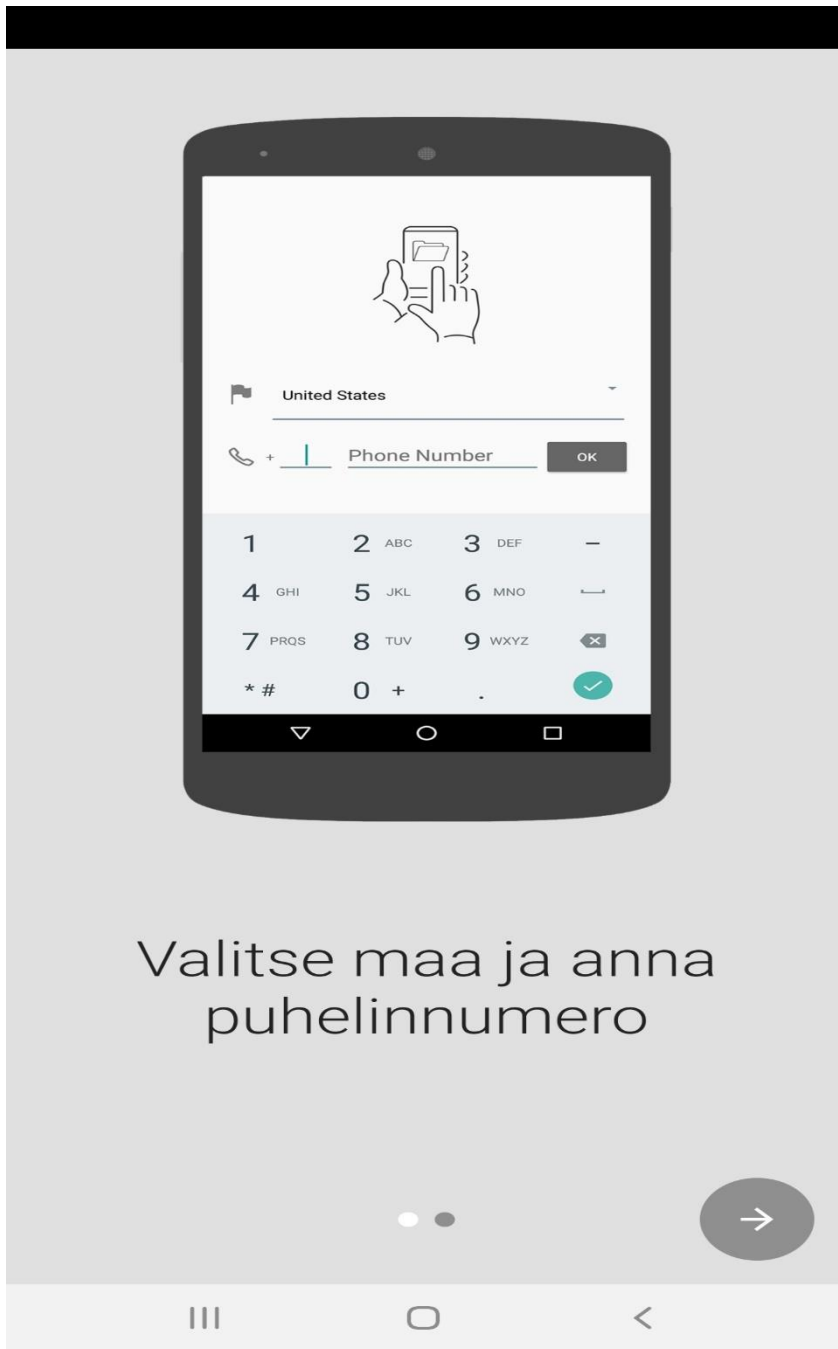 United States
+ Phone Number OK
1 2 ABC 3 DEF -
4 GHI 5 JKL 6 MNO
7 PRQS 8 TUV 9 WXYZ
* # 0 + .
Valitse maa ja anna
puhelinnumero